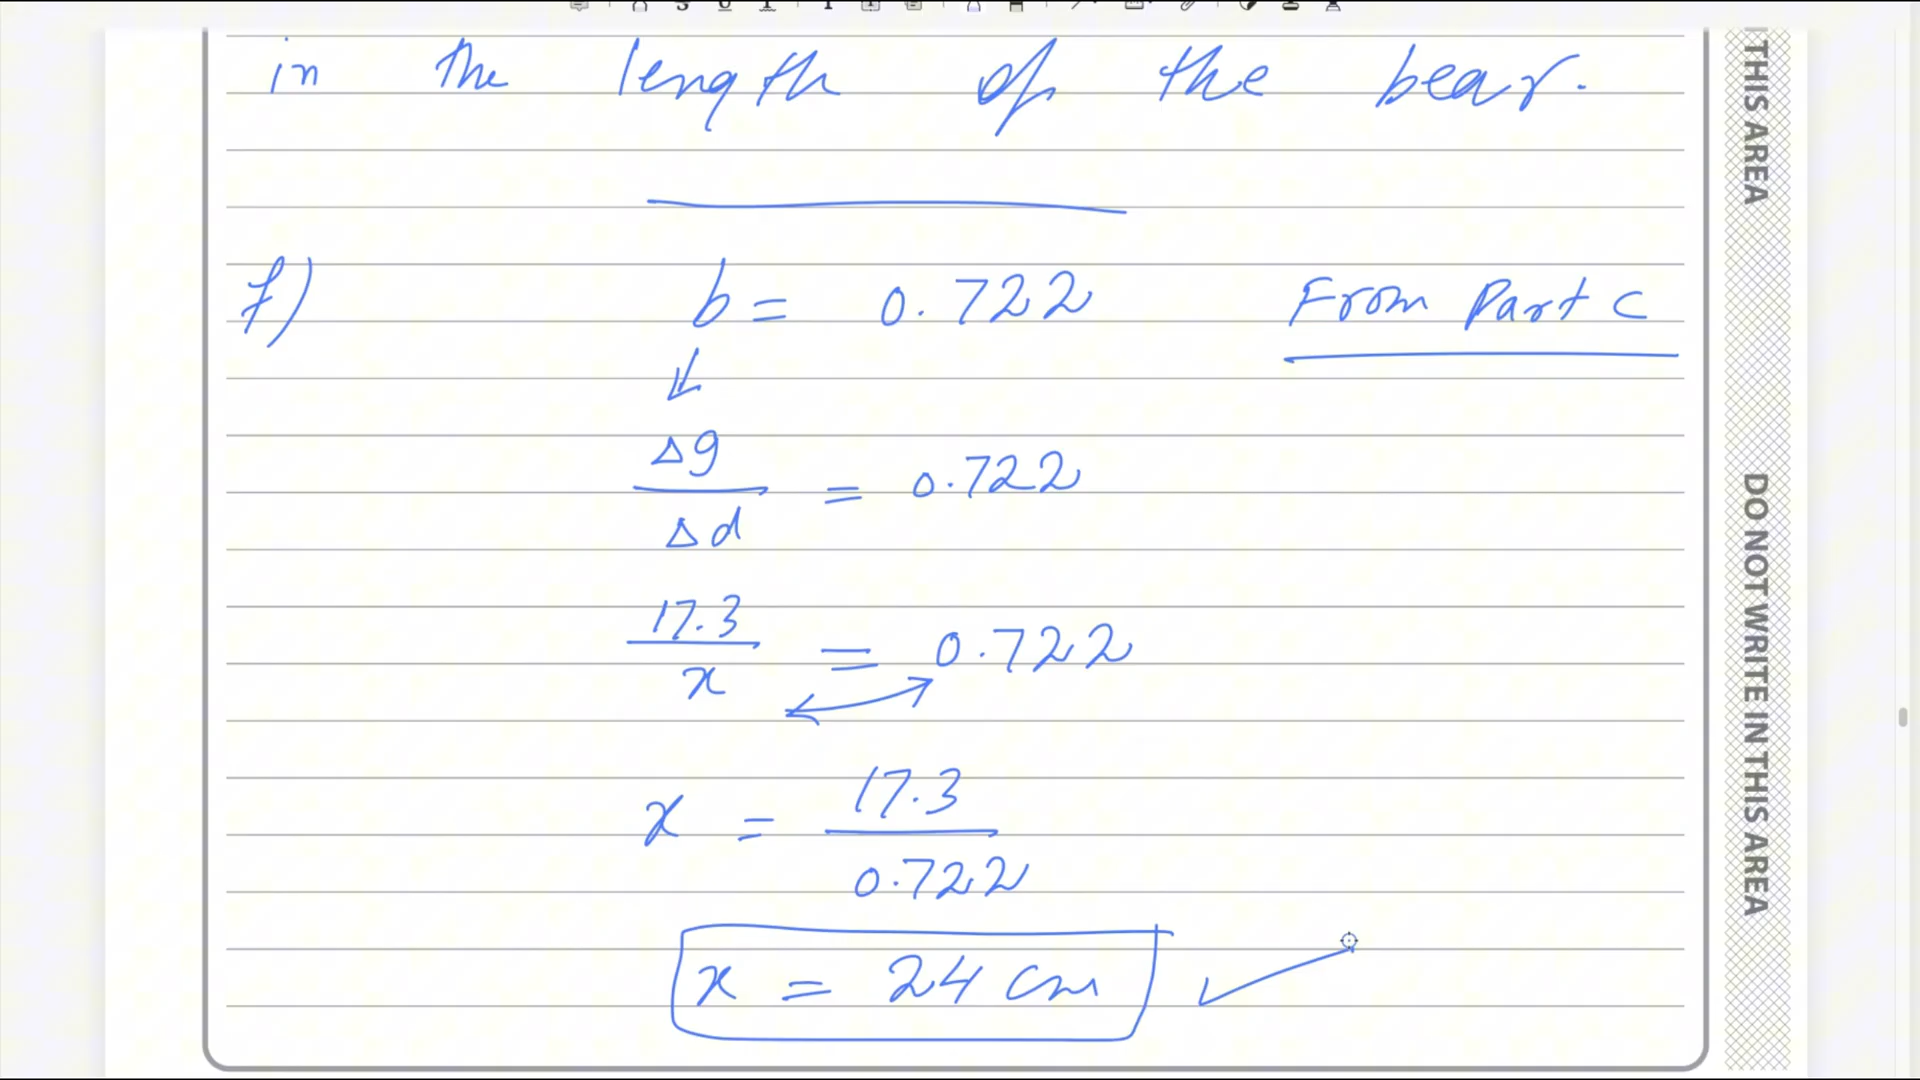 in the length of the bear.
f) b = 0.722 From Part C
Δg
Δd = 0.722
17.3
x = 0.722
x = 17.3
0.722
x = 24 cm
THIS AREA
DO NOT WRITE IN THIS AREA